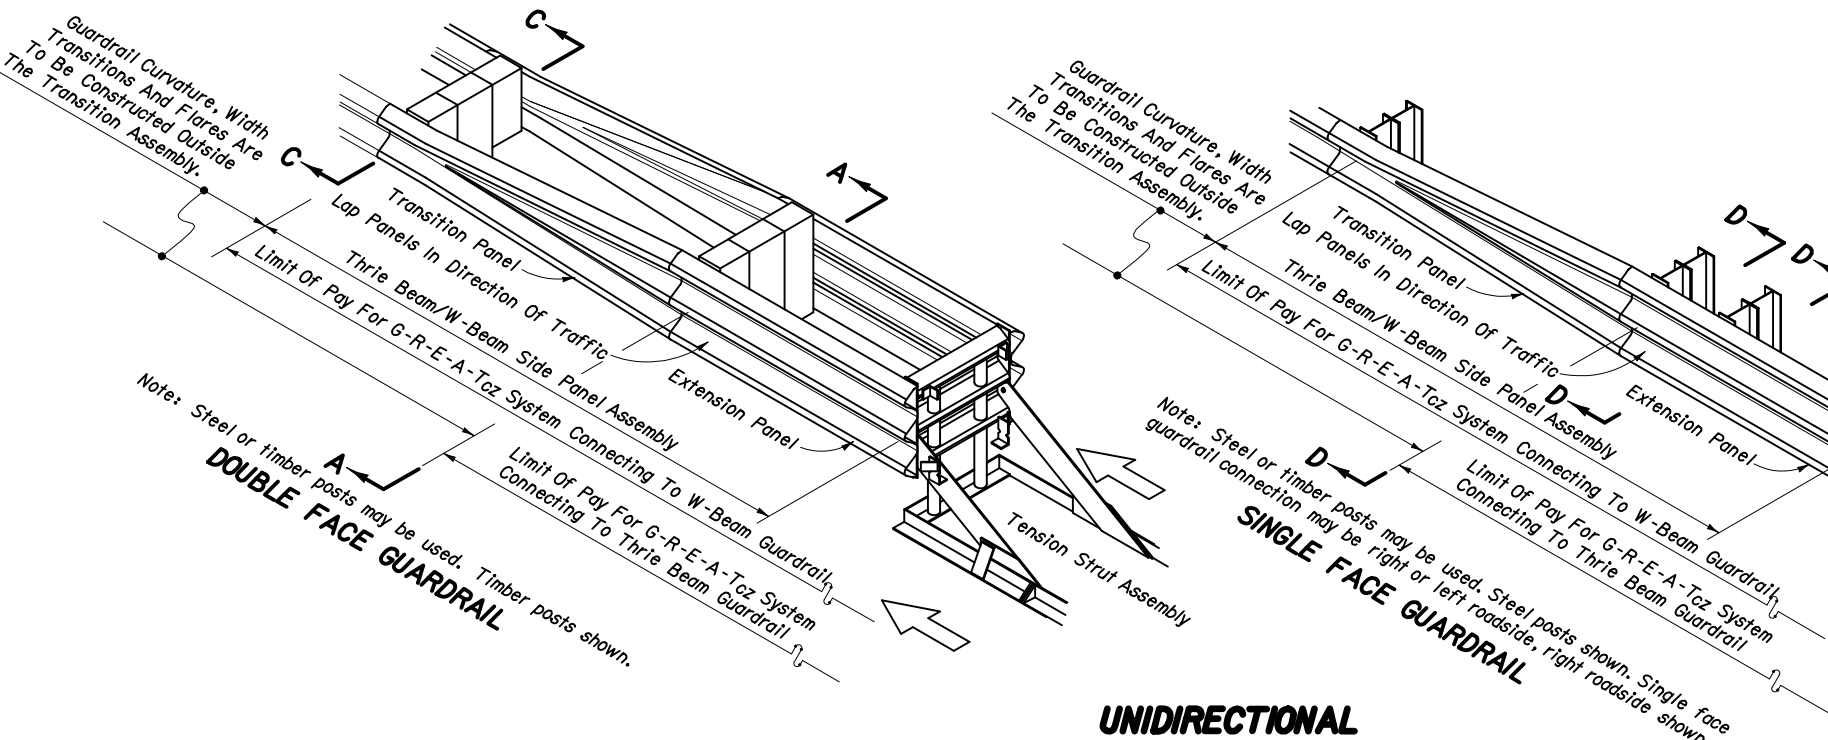 Guardrail Curvature, Width
Transitions And Flares Are
To Be Constructed Outside
The Transition Assembly.
C
C
A
Transition Panel
Lap Panels In Direction Of Traffic
Thrie Beam/W-Beam Side Panel Assembly
Limit Of Pay For G-R-E-A-Tcz System Connecting To W-Beam Guardrail
Extension Panel
A
Limit Of Pay For G-R-E-A-Tcz System
Connecting To Thrie Beam Guardrail
Tension Strut Assembly
Note: Steel or timber posts may be used. Timber posts shown.
DOUBLE FACE GUARDRAIL
Guardrail Curvature, Width
Transitions And Flares Are
To Be Constructed Outside
The Transition Assembly.
D
D
Transition Panel
Lap Panels In Direction Of Traffic
Thrie Beam/W-Beam Side Panel Assembly
Limit Of Pay For G-R-E-A-Tcz System Connecting To W-Beam Guardrail
Extension Panel
D
D
Limit Of Pay For G-R-E-A-Tcz System
Connecting To Thrie Beam Guardrail
Note: Steel or timber posts may be used. Steel posts shown. Single face
guardrail connection may be right or left roadside, right roadside shown
SINGLE FACE GUARDRAIL
UNIDIRECTIONAL